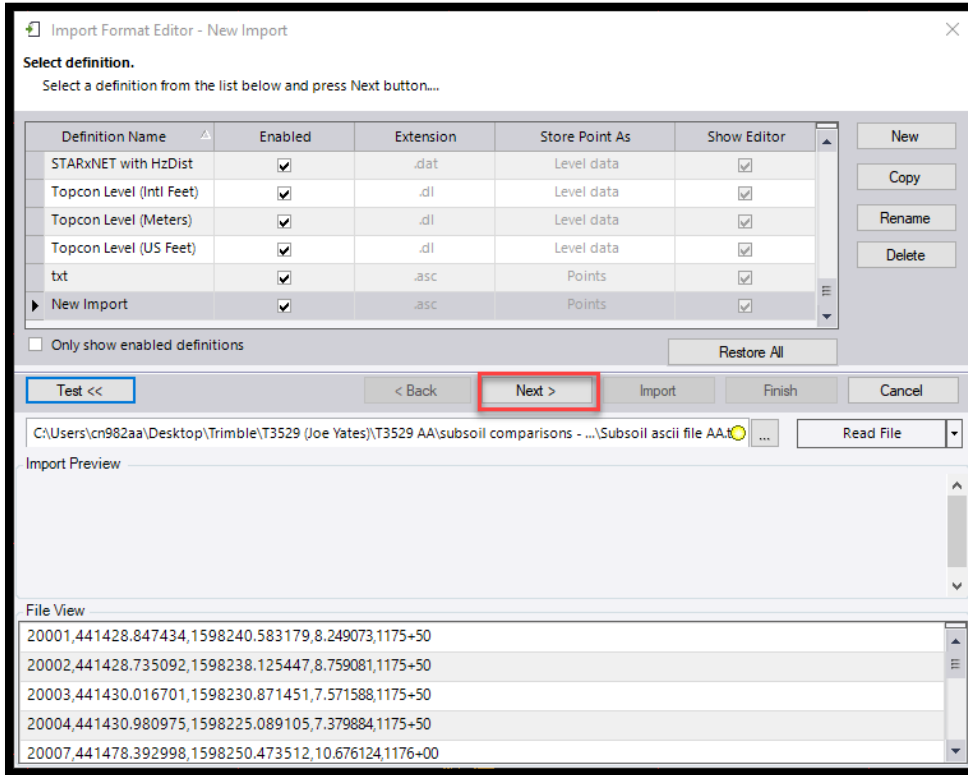 Import Format Editor - New Import
Select definition.
Select a definition from the list below and press Next button....
Definition Name Enabled Extension Store Point As Show Editor
New
STARxNET with HzDist .dat Level data
Copy
Topcon Level (Intl Feet) .dl Level data
Topcon Level (Meters) .dl Level data
Rename
Topcon Level (US Feet) .dl Level data
Delete
txt .asc Points
New Import .asc Points
Only show enabled definitions
Restore All
Test << < Back Next > Import Finish Cancel
C:\Users\cn982aa\Desktop\Trimble\T3529 (Joe Yates)\T3529 AA\subsoil comparisons - ...\Subsoil ascii file AA.t ... Read File
Import Preview
File View
20001,441428.847434,1598240.583179,8.249073,1175+50
20002,441428.735092,1598238.125447,8.759081,1175+50
20003,441430.016701,1598230.871451,7.571588,1175+50
20004,441430.980975,1598225.089105,7.379884,1175+50
20007,441478.392998,1598250.473512,10.676124,1176+00